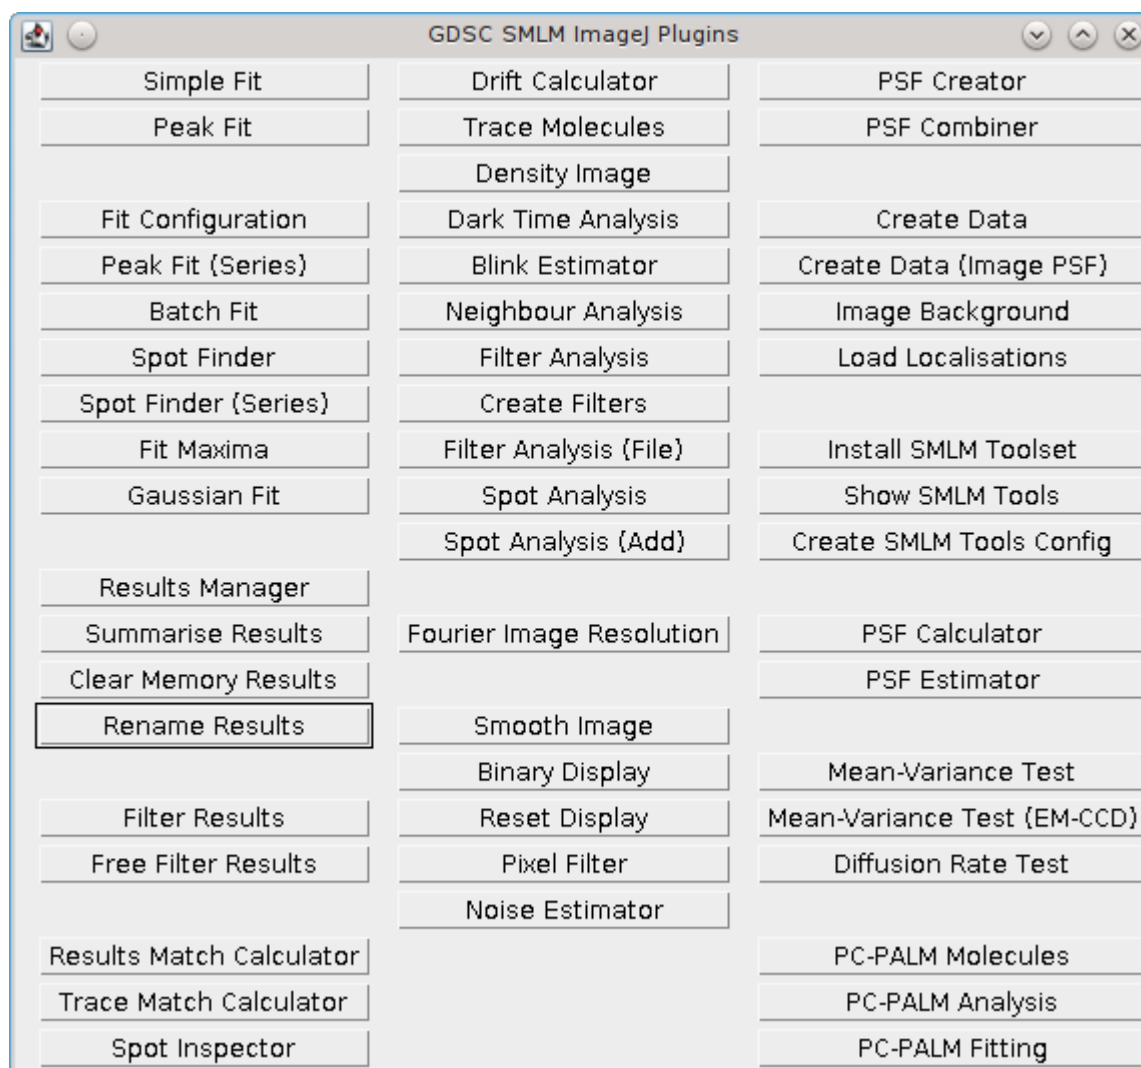 GDSC SMLM ImageJ Plugins
Simple Fit
Peak Fit
Fit Configuration
Peak Fit (Series)
Batch Fit
Spot Finder
Spot Finder (Series)
Fit Maxima
Gaussian Fit
Results Manager
Summarise Results
Clear Memory Results
Rename Results
Filter Results
Free Filter Results
Results Match Calculator
Trace Match Calculator
Spot Inspector
Drift Calculator
Trace Molecules
Density Image
Dark Time Analysis
Blink Estimator
Neighbour Analysis
Filter Analysis
Create Filters
Filter Analysis (File)
Spot Analysis
Spot Analysis (Add)
Fourier Image Resolution
Smooth Image
Binary Display
Reset Display
Pixel Filter
Noise Estimator
PSF Creator
PSF Combiner
Create Data
Create Data (Image PSF)
Image Background
Load Localisations
Install SMLM Toolset
Show SMLM Tools
Create SMLM Tools Config
PSF Calculator
PSF Estimator
Mean-Variance Test
Mean-Variance Test (EM-CCD)
Diffusion Rate Test
PC-PALM Molecules
PC-PALM Analysis
PC-PALM Fitting